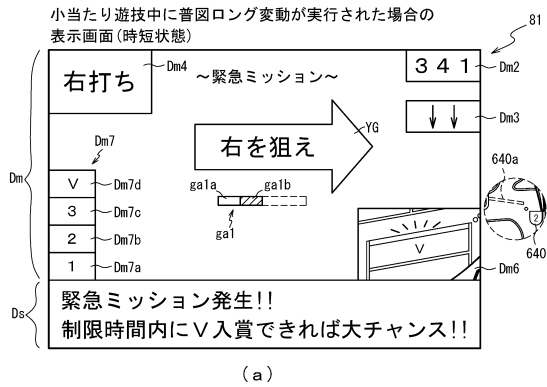 小当たり遊技中に普図ロング変動が実行された場合の
表示画面(時短状態)
81
右打ち
Dm4
～緊急ミッション～
3 4 1
Dm2
↓ ↓
Dm3
YG
右を狙え
Dm7
Dm
V
Dm7d
3
Dm7c
2
Dm7b
1
Dm7a
ga1a
ga1b
ga1
V
640a
2
640
Dm6
Ds
緊急ミッション発生!!
制限時間内にV入賞できれば大チャンス!!
(a)